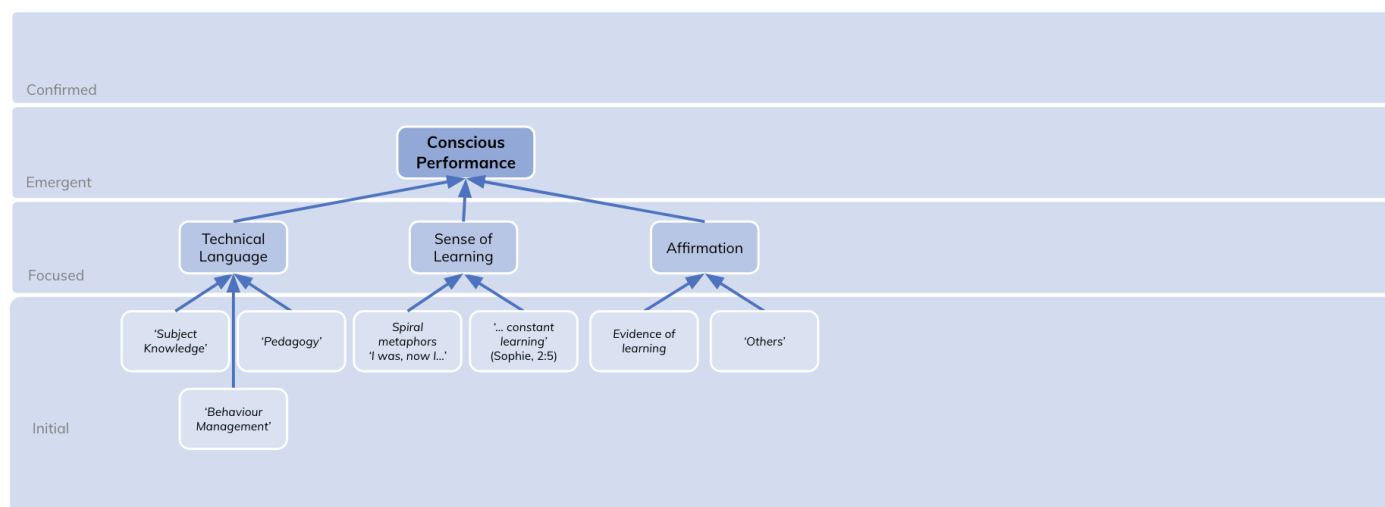 Confirmed
Conscious
Performance
Emergent
Technical
Language
Sense of
Learning
Affirmation
Focused
‘Subject
Knowledge’
‘Pedagogy’
Spiral
metaphors
‘I was, now I...’
‘... constant
learning’
(Sophie, 2:5)
Evidence of
learning
‘Others’
‘Behaviour
Management’
Initial